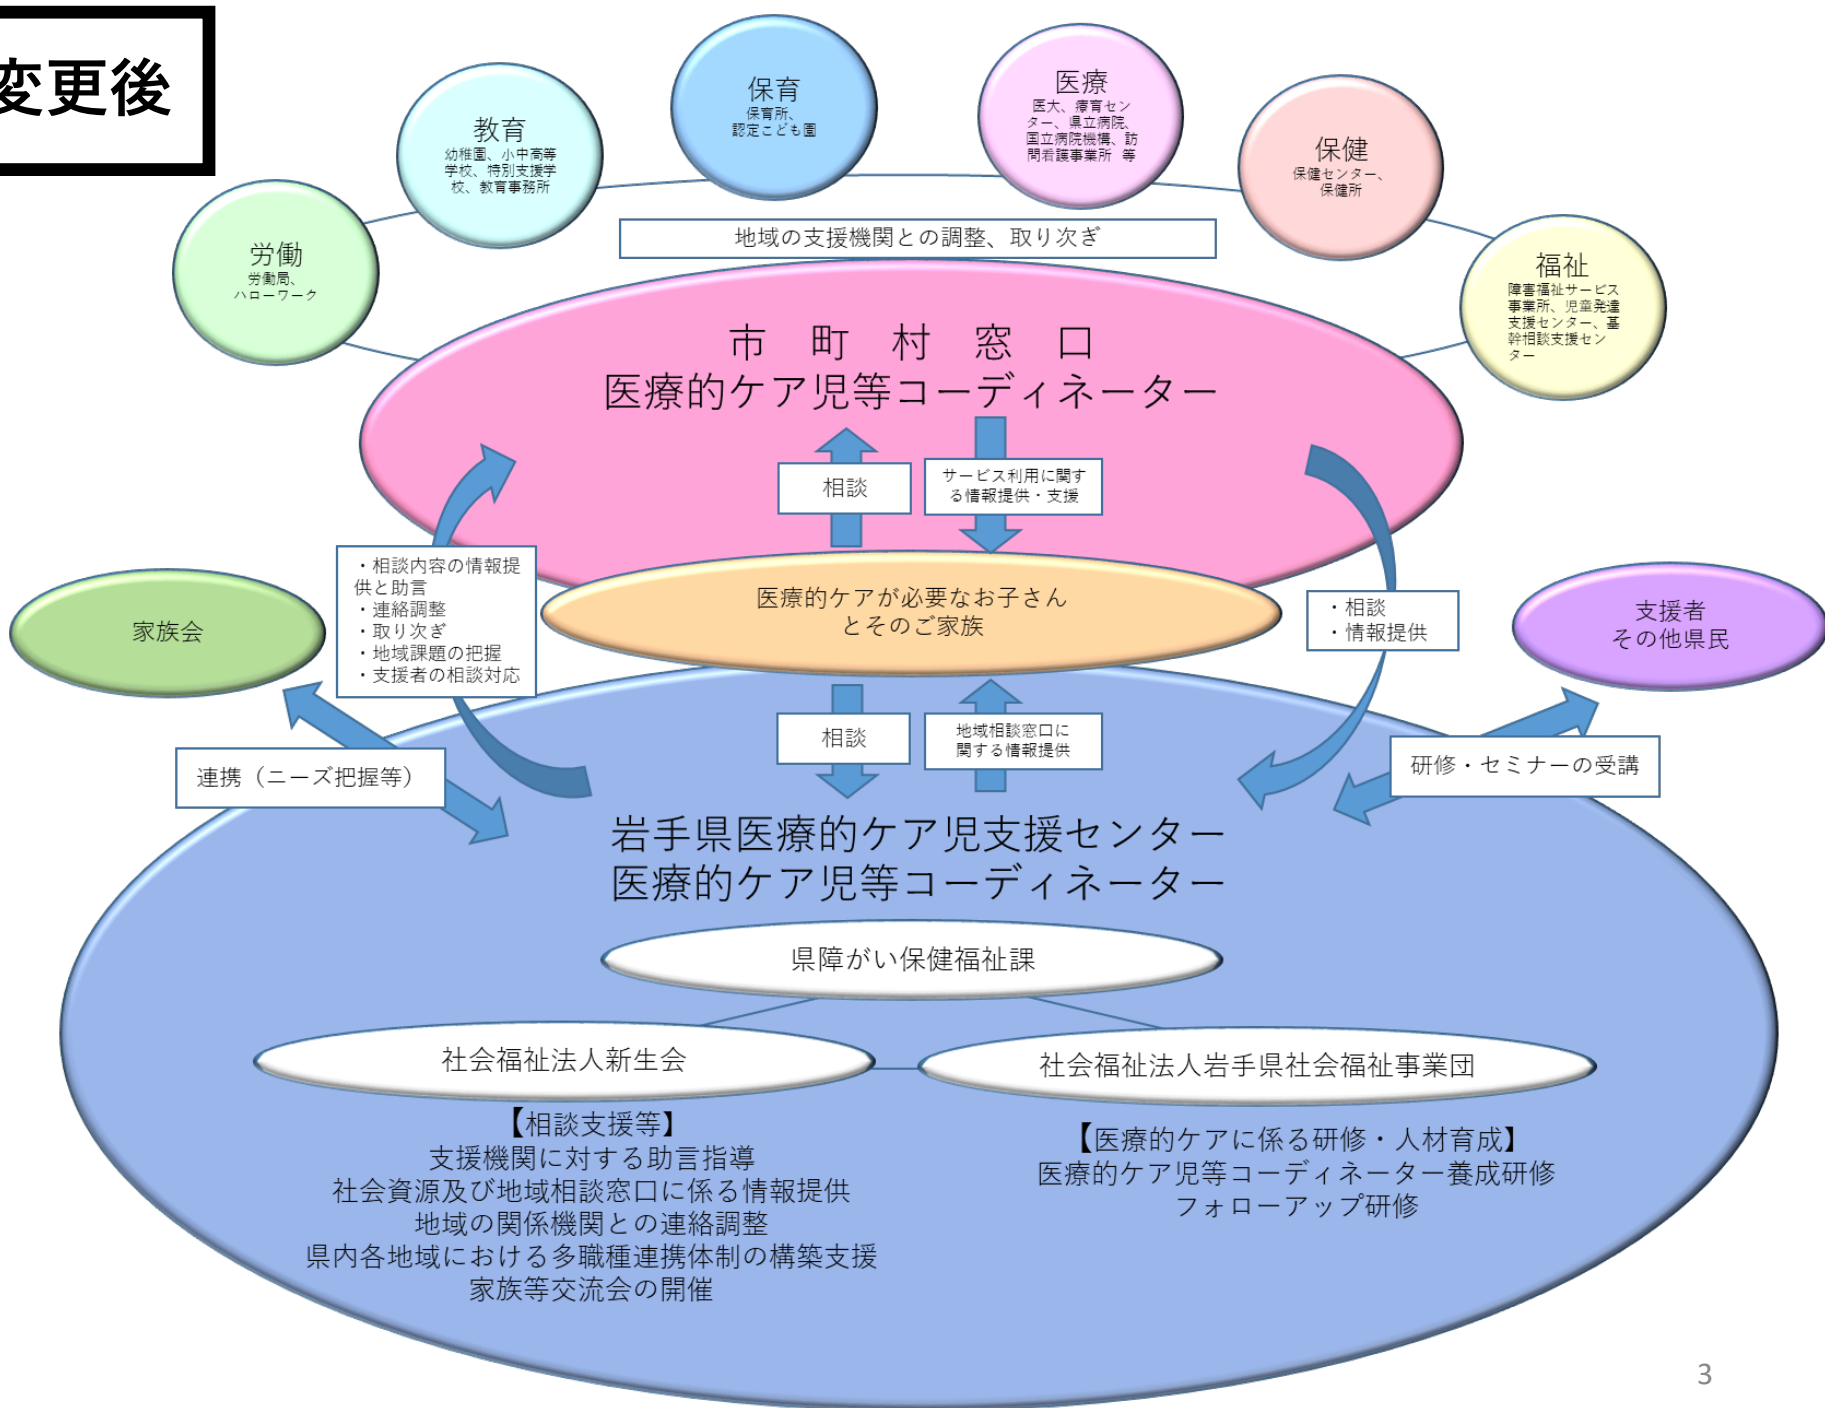 変更後
保育
保育所、
認定こども園
医療
医大、療育セン
ター、県立病院、
国立病院機構、訪
問看護事業所 等
教育
幼稚園、小中高等
学校、特別支援学
校、教育事務所
保健
保健センター、
保健所
労働
労働局、
ハローワーク
福祉
障害福祉サービス
事業所、児童発達
支援センター、基
幹相談支援セン
ター
地域の支援機関との調整、取り次ぎ
市 町 村 窓 口
医療的ケア児等コーディネーター
相談
サービス利用に関す
る情報提供・支援
・相談内容の情報提
供と助言
・連絡調整
・取り次ぎ
・地域課題の把握
・支援者の相談対応
医療的ケアが必要なお子さん
とそのご家族
・相談
・情報提供
家族会
支援者
その他県民
相談
地域相談窓口に
関する情報提供
連携（ニーズ把握等）
研修・セミナーの受講
岩手県医療的ケア児支援センター
医療的ケア児等コーディネーター
県障がい保健福祉課
社会福祉法人新生会
社会福祉法人岩手県社会福祉事業団
【相談支援等】
支援機関に対する助言指導
社会資源及び地域相談窓口に係る情報提供
地域の関係機関との連絡調整
県内各地域における多職種連携体制の構築支援
家族等交流会の開催
【医療的ケアに係る研修・人材育成】
医療的ケア児等コーディネーター養成研修
フォローアップ研修
3